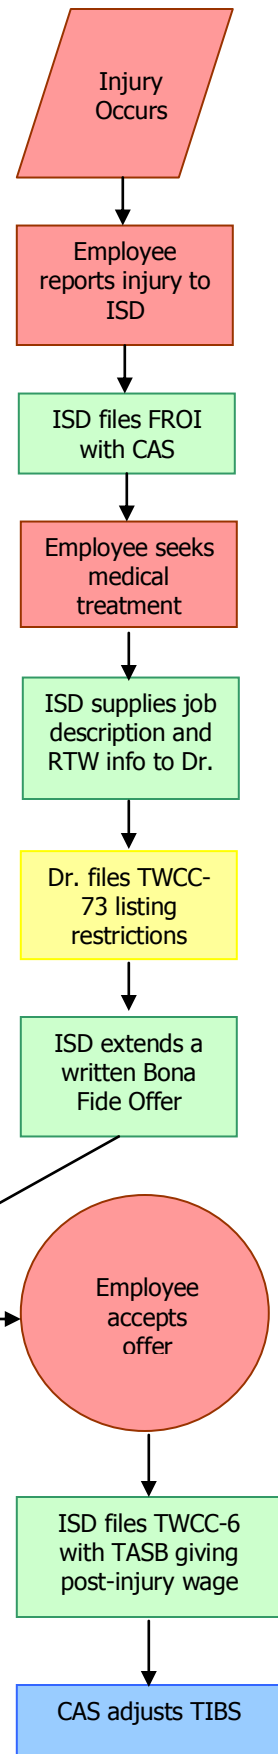 Injury
Occurs
Employee
reports injury to
ISD
ISD files FROI
with CAS
Employee seeks
medical
treatment
ISD supplies job
description and
RTW info to Dr.
Dr. files TWCC-
73 listing
restrictions
ISD extends a
written Bona
Fide Offer
Employee
accepts
offer
ISD files TWCC-6
with TASB giving
post-injury wage
CAS adjusts TIBS